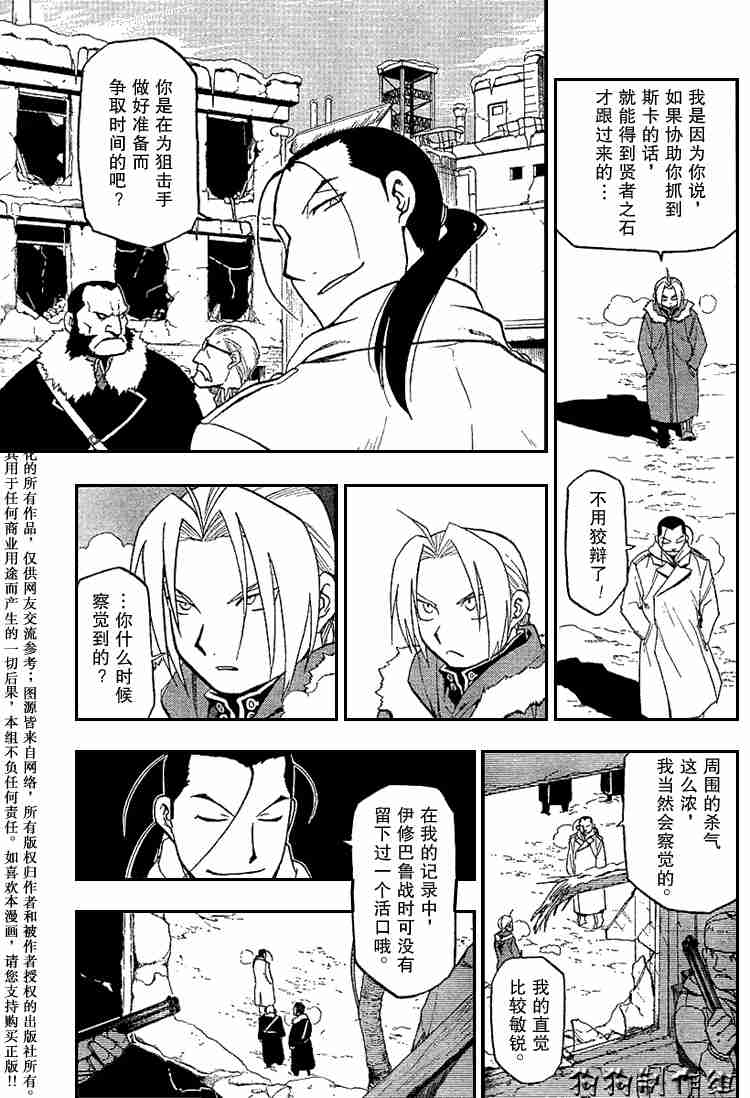 我是因为你说，
如果协助你抓到
斯卡的话，
就能得到贤者之石
才跟过来的…
不用狡辩了！
你是在为狙击手
做好准备而
争取时间的吧？
…你什么时候
察觉到的？
周围的杀气
这么浓，
我当然会
察觉的。
我的直觉
比较敏锐。
在我的记录中，
伊修巴鲁战时可没有
留下过一个活口哦。
化的所有作品，仅供网友交流参考；图源皆来自网络，所有版权归作者和被作者授权的出版社所有。
其用于任何商业用途而产生的一切后果，本组不负任何责任。如喜欢本漫画，请您支持购买正版！！
狗狗制作组